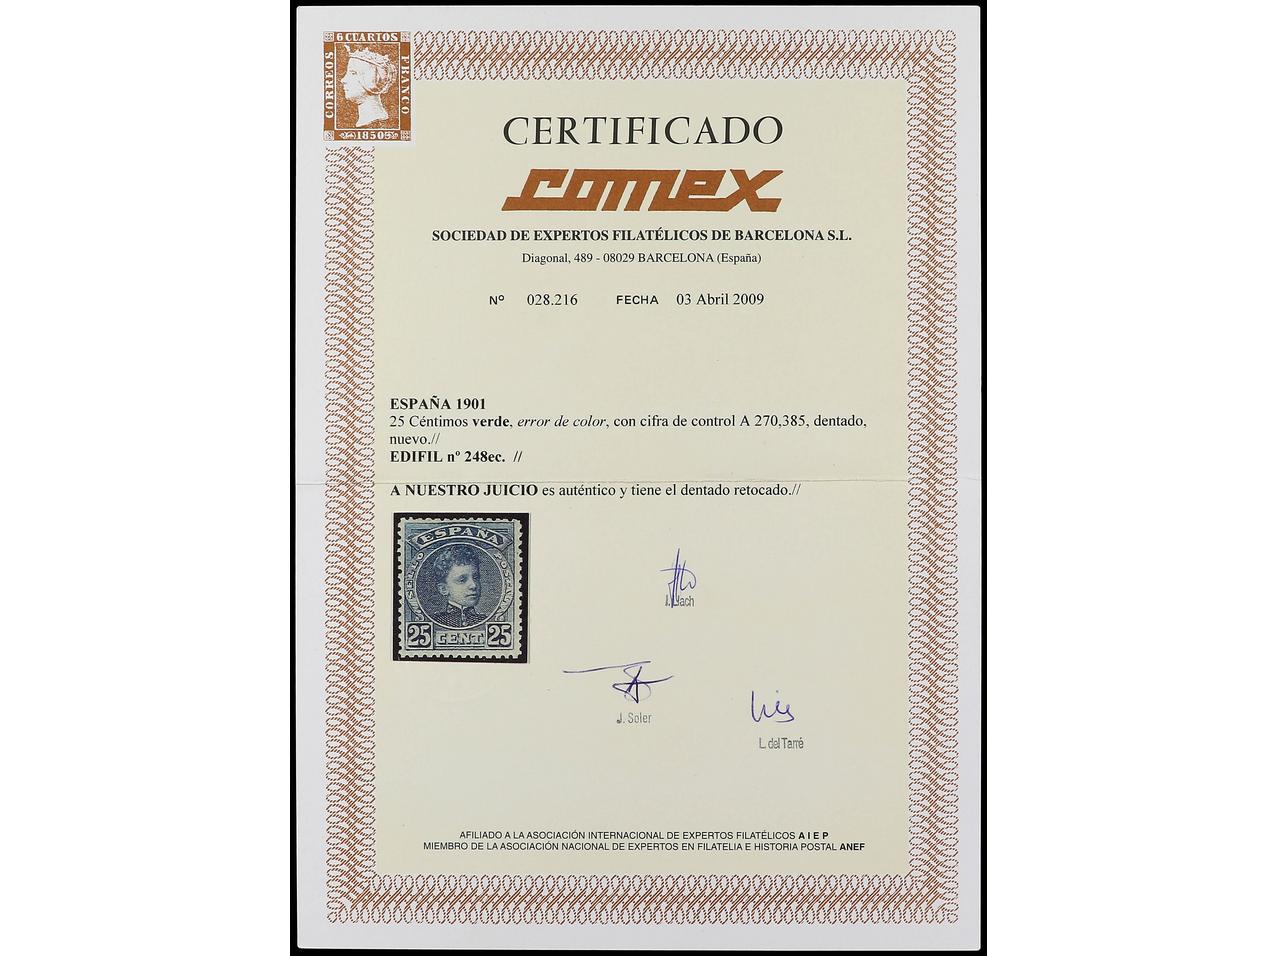 6 CUARTOS
CORREOS
FRANCO
1850
CERTIFICADO
comex
SOCIEDAD DE EXPERTOS FILATÉLICOS DE BARCELONA S.L.
Diagonal, 489 - 08029 BARCELONA (España)
Nº 028.216 FECHA 03 Abril 2009
ESPAÑA 1901
25 Céntimos verde, error de color, con cifra de control A 270,385, dentado,
nuevo.//
EDIFIL nº 248ec. //
A NUESTRO JUICIO es auténtico y tiene el dentado retocado.//
ESPAÑA
SELLO
POSTAL
25 CENT 25
Llach
J. Soler
L. del Tarré
AFILIADO A LA ASOCIACIÓN INTERNACIONAL DE EXPERTOS FILATÉLICOS A I E P
MIEMBRO DE LA ASOCIACIÓN NACIONAL DE EXPERTOS EN FILATELIA E HISTORIA POSTAL ANEF